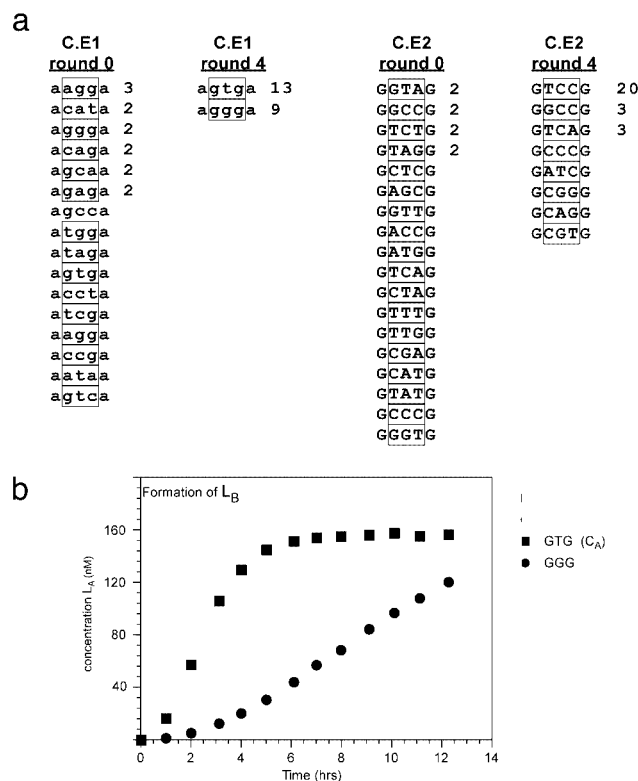 a
C.E1 C.E1 C.E2 C.E2
round 0 round 4 round 0 round 4
aagga 3 agtga 13 GGTAG 2 GTCCG 20
acata 2 aggga 9 GGCCG 2 GGCCG 3
aggga 2 GTCTG 2 GTCAG 3
acaga 2 GTAGG 2 GCCCG
agcaa 2 GCTCG GATCG
agaga 2 GAGCG GCGGG
agcca GGTTG GCAGG
atgga GACCG GCGTG
ataga GATGG
agtga GTCAG
accta GCTAG
atcga GTTTG
aagga GTTGG
accga GCGAG
aataa GCATG
agtca GTATG
GCCCG
GGGTG
b
Formation of LB
160
120
80
40
concentration LA (nM)
0 2 4 6 8 10 12 14
Time (hrs)
GTG (CA)
GGG